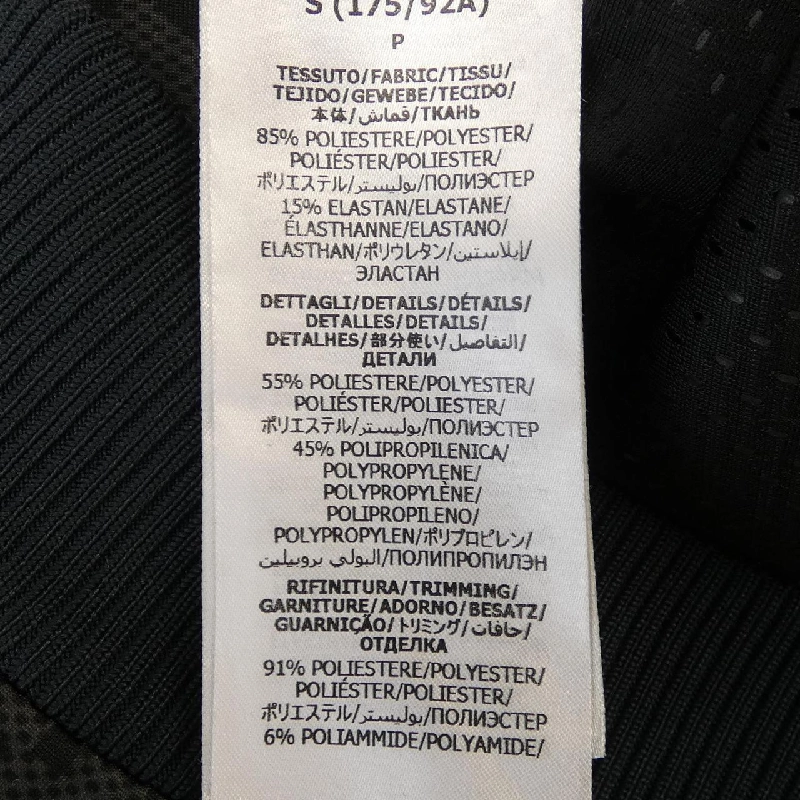 S (175/92A)
P
TESSUTO/FABRIC/TISSU/
TEJIDO/GEWEBE/TECIDO/
本体/قماش/ТКАНЬ
85% POLIESTERE/POLYESTER/
POLIÉSTER/POLIESTER/
ポリエステル/بوليستر/ПОЛИЭСТЕР
15% ELASTAN/ELASTANE/
ÉLASTHANNE/ELASTANO/
ELASTHAN/ポリウレタン/إيلاستين/
ЭЛАСТАН
DETTAGLI/DETAILS/DÉTAILS/
DETALLES/DETAILS/
DETALHES/部分使い/التفاصيل/
ДЕТАЛИ
55% POLIESTERE/POLYESTER/
POLIÉSTER/POLIESTER/
ポリエステル/بوليستر/ПОЛИЭСТЕР
45% POLIPROPILENICA/
POLYPROPYLENE/
POLYPROPYLÈNE/
POLIPROPILENO/
POLYPROPYLEN/ポリプロピレン/
البولي بروبيلين/ПОЛИПРОПИЛЭН
RIFINITURA/TRIMMING/
GARNITURE/ADORNO/BESATZ/
GUARNIÇÃO/トリミング/حافات/
ОТДЕЛКА
91% POLIESTERE/POLYESTER/
POLIÉSTER/POLIESTER/
ポリエステル/بوليستر/ПОЛИЭСТЕР
6% POLIAMMIDE/POLYAMIDE/